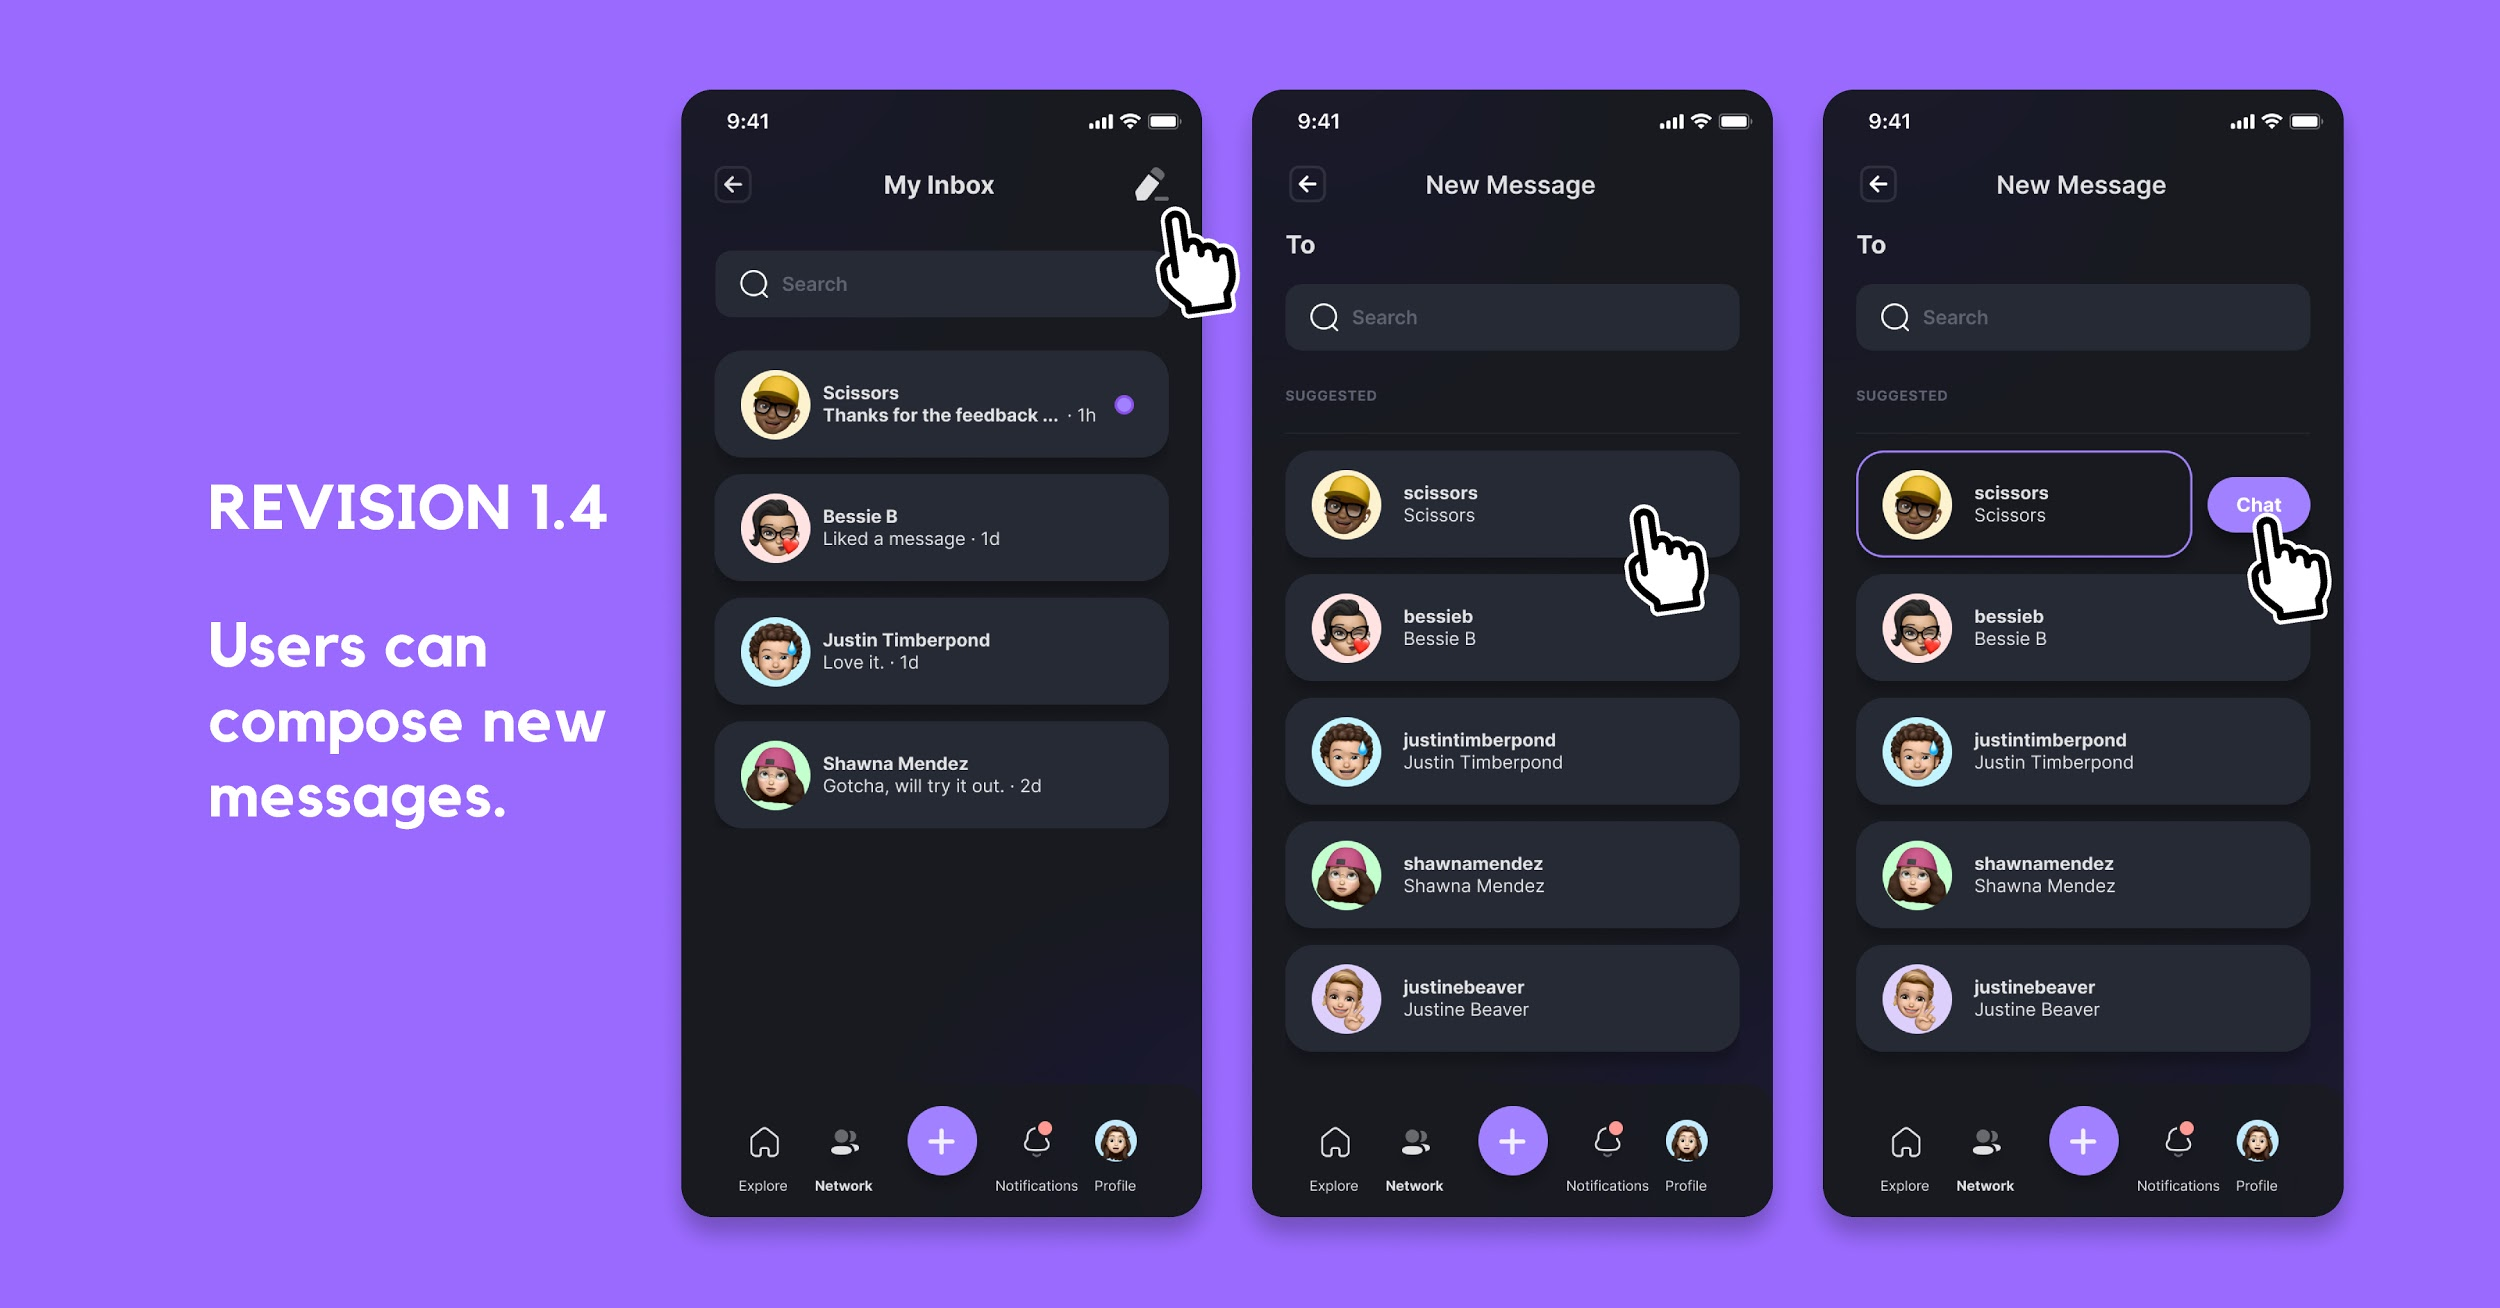 REVISION 1.4
Users can
compose new
messages.
9:41
My Inbox
Search
Scissors
Thanks for the feedback ... · 1h
Bessie B
Liked a message · 1d
Justin Timberpond
Love it. · 1d
Shawna Mendez
Gotcha, will try it out. · 2d
Explore
Network
Notifications
Profile
9:41
New Message
To
Search
SUGGESTED
scissors
Scissors
bessieb
Bessie B
justintimberpond
Justin Timberpond
shawnamendez
Shawna Mendez
justinebeaver
Justine Beaver
Explore
Network
Notifications
Profile
9:41
New Message
To
Search
SUGGESTED
scissors
Scissors
Chat
bessieb
Bessie B
justintimberpond
Justin Timberpond
shawnamendez
Shawna Mendez
justinebeaver
Justine Beaver
Explore
Network
Notifications
Profile